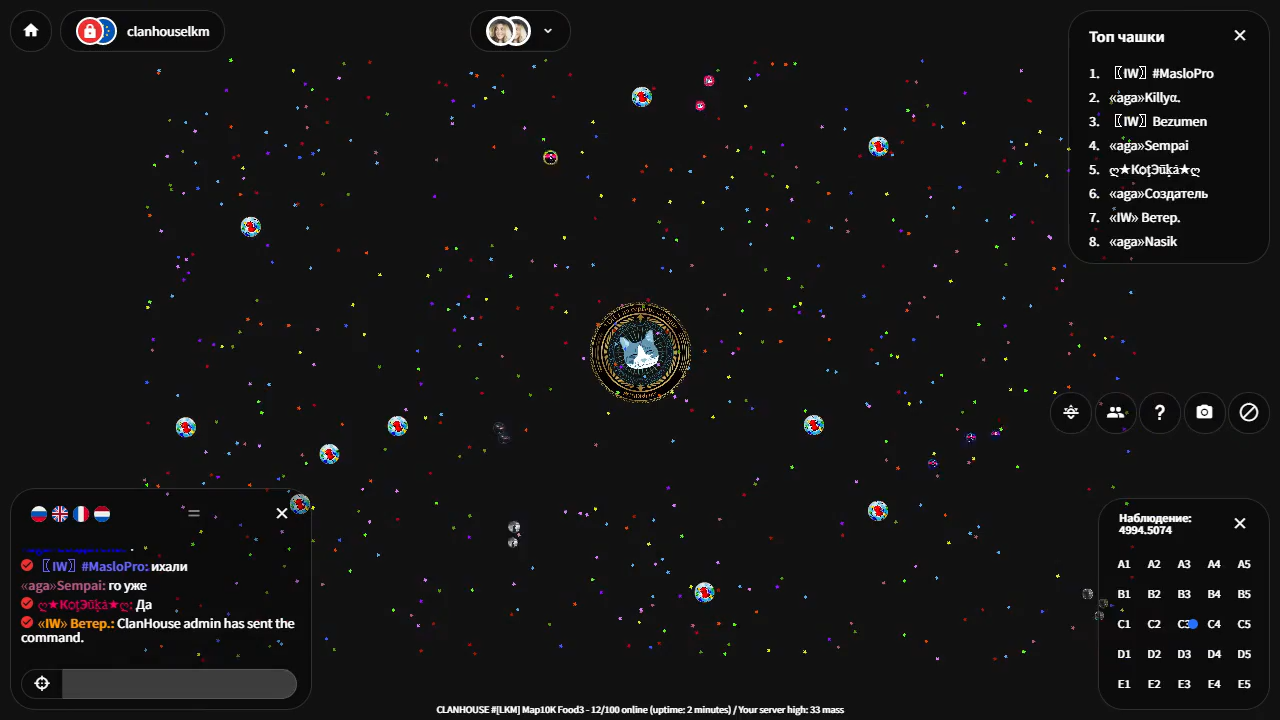 clanhouselkm
Топ чашки
1. 〖IW〗 #MasloPro
2. «aga»Killyα.
3. 〖IW〗 Bezumen
4. «aga»Sempai
5. ღ★KọţЭūķą★ღ
6. «aga»Создатель
7. «IW» Ветер.
8. «aga»Nasik
〖IW〗 #MasloPro: ихали
«aga»Sempai: го уже
ღ★KọţЭūķą★ღ: Да
«IW» Ветер.: ClanHouse admin has sent the
command.
Наблюдение:
4994.5074
A1 A2 A3 A4 A5
B1 B2 B3 B4 B5
C1 C2 C3 C4 C5
D1 D2 D3 D4 D5
E1 E2 E3 E4 E5
CLANHOUSE #[LKM] Map10K Food3 - 12/100 online (uptime: 2 minutes) / Your server high: 33 mass